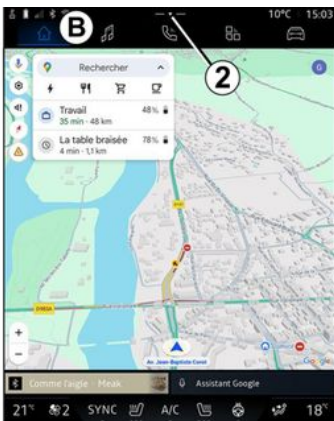 10°C 15:03
B
2
Rechercher
G
Travail 48%
35 min - 48 km
La table braisée 78%
4 min - 1,1 km
+
−
Av. Jean-Baptiste Corot
Comme l'aigle - Meak
Assistant Google
21° 2 SYNC A/C 18°